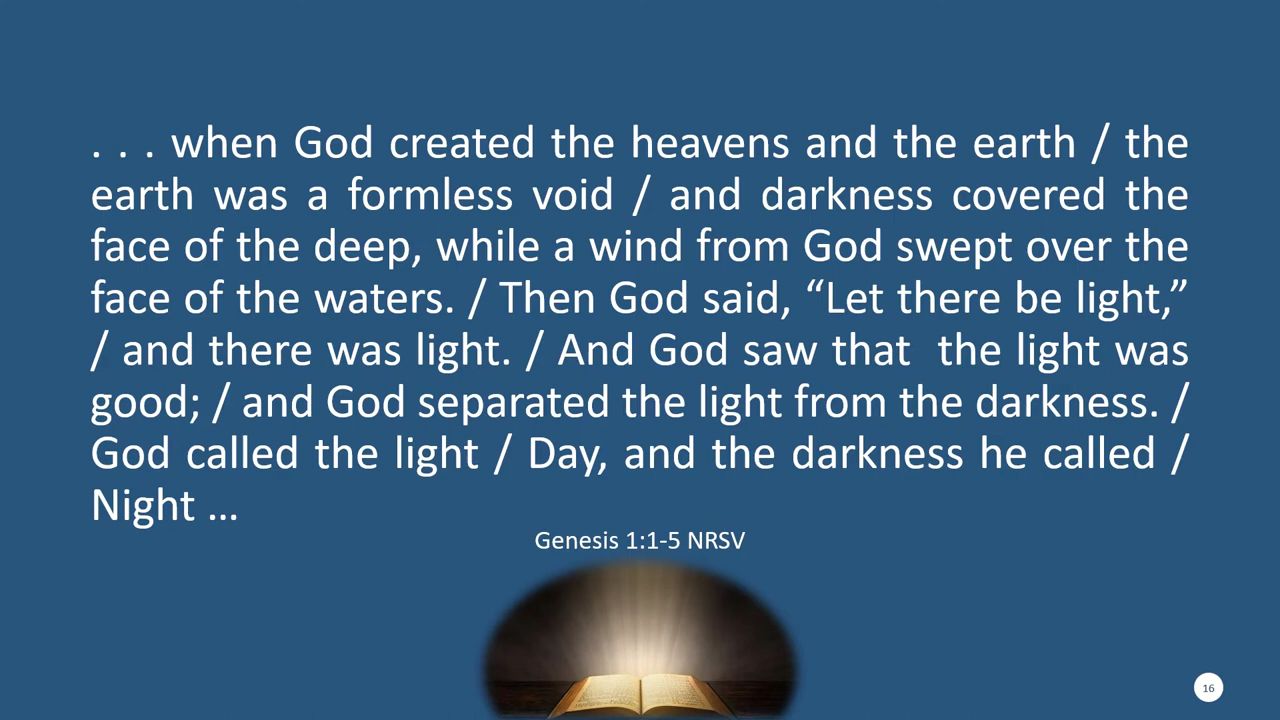 . . . when God created the heavens and the earth / the
earth was a formless void / and darkness covered the
face of the deep, while a wind from God swept over the
face of the waters. / Then God said, “Let there be light,”
/ and there was light. / And God saw that  the light was
good; / and God separated the light from the darkness. /
God called the light / Day, and the darkness he called /
Night …
Genesis 1:1-5 NRSV
16